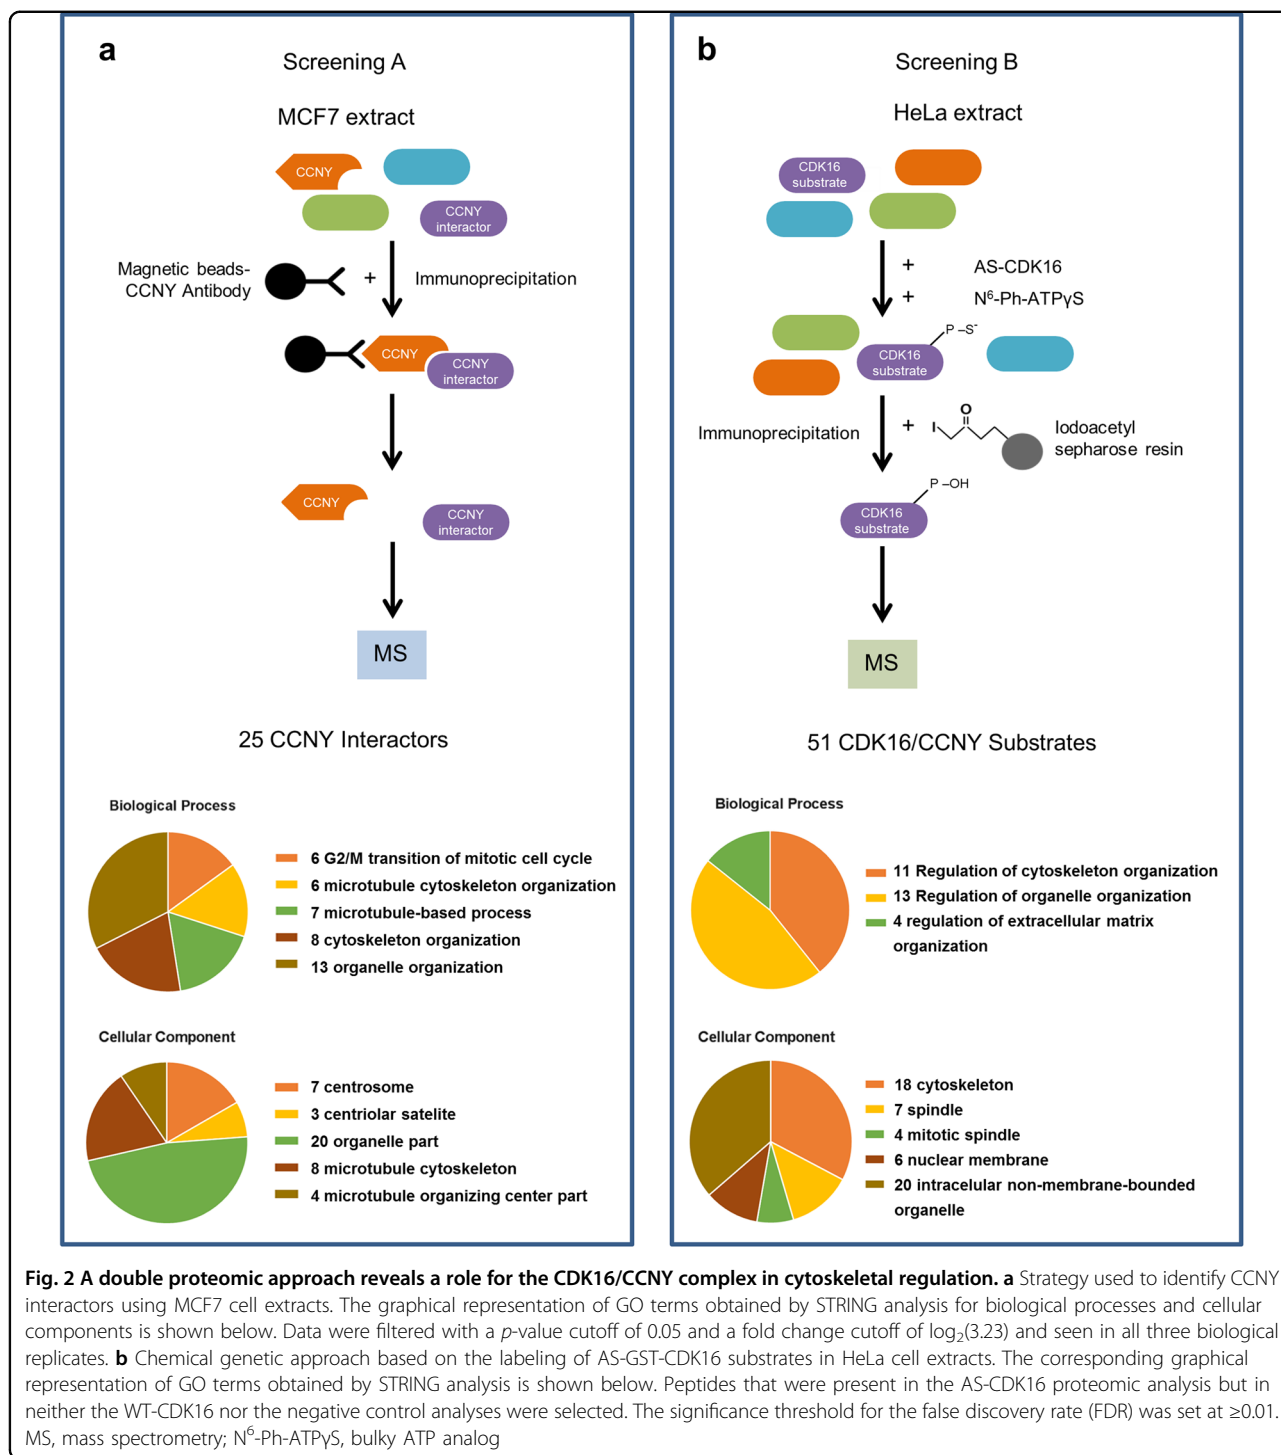 a
Screening A
MCF7 extract
CCNY
CCNY
interactor
Magnetic beads-
CCNY Antibody
+
Immunoprecipitation
CCNY
CCNY
interactor
CCNY
CCNY
interactor
MS
25 CCNY Interactors
Biological Process
6 G2/M transition of mitotic cell cycle
6 microtubule cytoskeleton organization
7 microtubule-based process
8 cytoskeleton organization
13 organelle organization
Cellular Component
7 centrosome
3 centriolar satelite
20 organelle part
8 microtubule cytoskeleton
4 microtubule organizing center part
b
Screening B
HeLa extract
CDK16
substrate
+ AS-CDK16
+ N⁶-Ph-ATPγS
P –S⁻
CDK16
substrate
Immunoprecipitation
+
I
O
Iodoacetyl
sepharose resin
P –OH
CDK16
substrate
MS
51 CDK16/CCNY Substrates
Biological Process
11 Regulation of cytoskeleton organization
13 Regulation of organelle organization
4 regulation of extracellular matrix
organization
Cellular Component
18 cytoskeleton
7 spindle
4 mitotic spindle
6 nuclear membrane
20 intracelular non-membrane-bounded
organelle
Fig. 2 A double proteomic approach reveals a role for the CDK16/CCNY complex in cytoskeletal regulation. a Strategy used to identify CCNY
interactors using MCF7 cell extracts. The graphical representation of GO terms obtained by STRING analysis for biological processes and cellular
components is shown below. Data were filtered with a p-value cutoff of 0.05 and a fold change cutoff of log₂(3.23) and seen in all three biological
replicates. b Chemical genetic approach based on the labeling of AS-GST-CDK16 substrates in HeLa cell extracts. The corresponding graphical
representation of GO terms obtained by STRING analysis is shown below. Peptides that were present in the AS-CDK16 proteomic analysis but in
neither the WT-CDK16 nor the negative control analyses were selected. The significance threshold for the false discovery rate (FDR) was set at ≥0.01.
MS, mass spectrometry; N⁶-Ph-ATPγS, bulky ATP analog